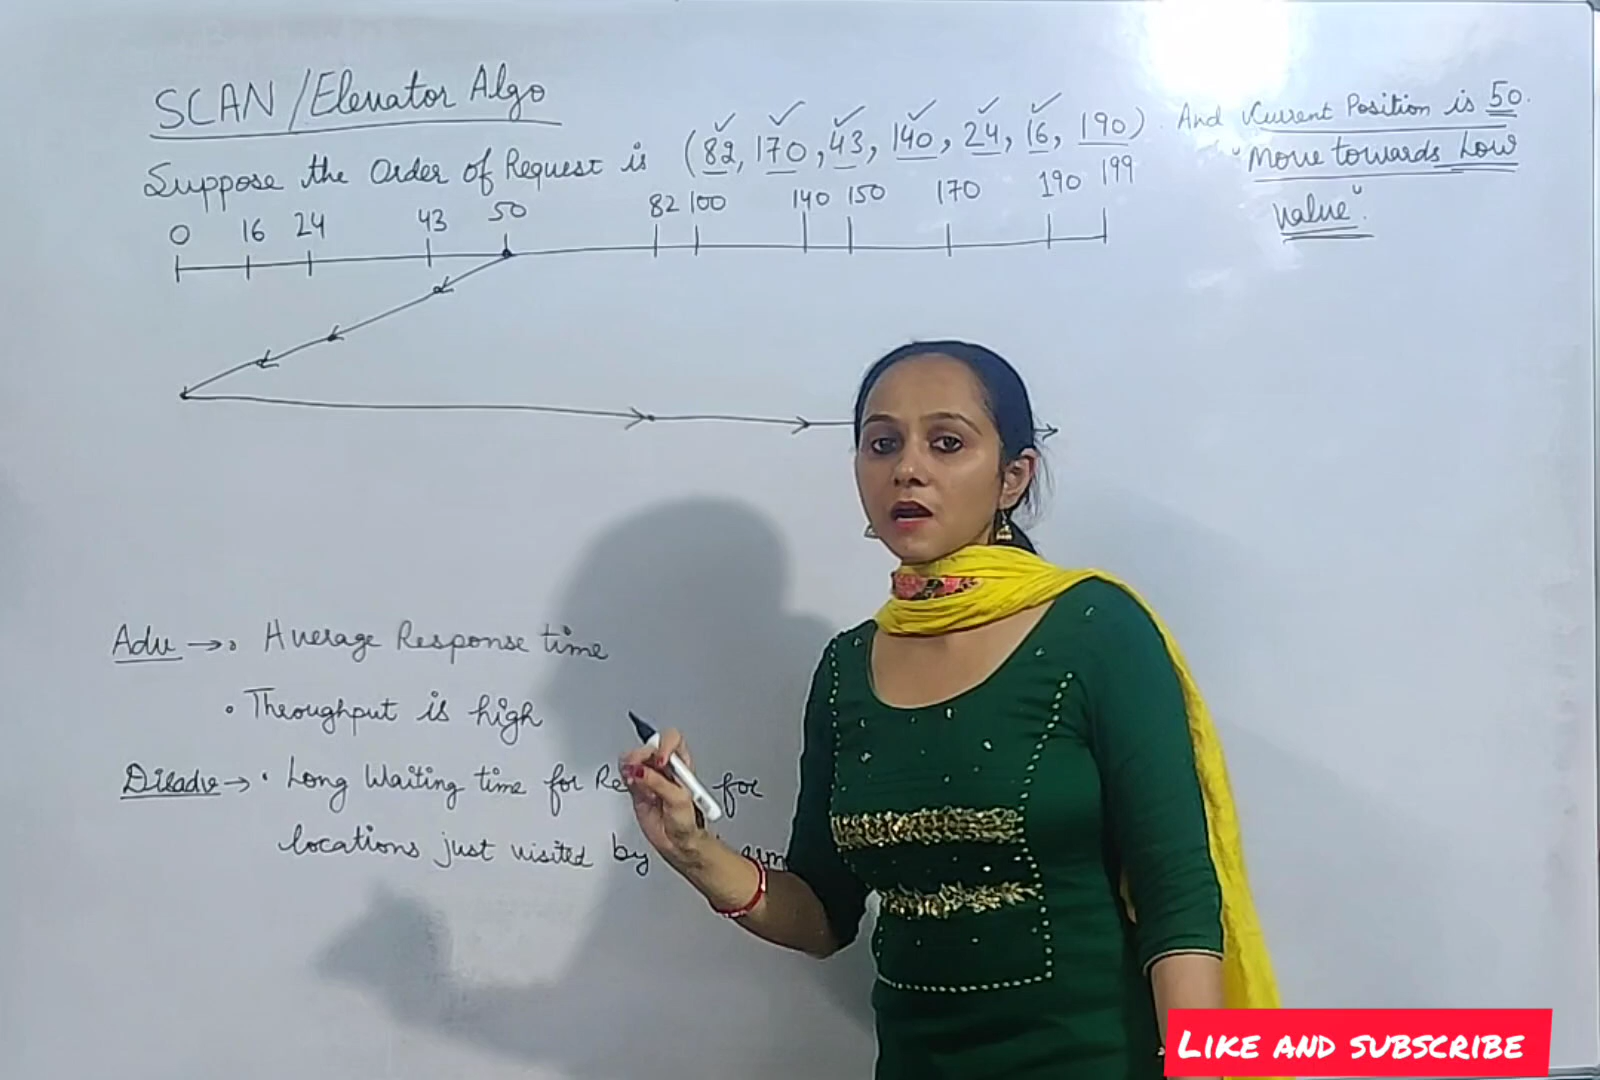 SCAN/Elevator Algo
Suppose the Order of Request is (82, 170, 43, 140, 24, 16, 190). And Current Position is 50.
"Move towards Low
value".
0 16 24 43 50 82 100 140 150 170 190 199
Adv → • Average Response time
• Throughput is high
Disadv → • Long Waiting time for for
locations just visited by
LIKE AND SUBSCRIBE